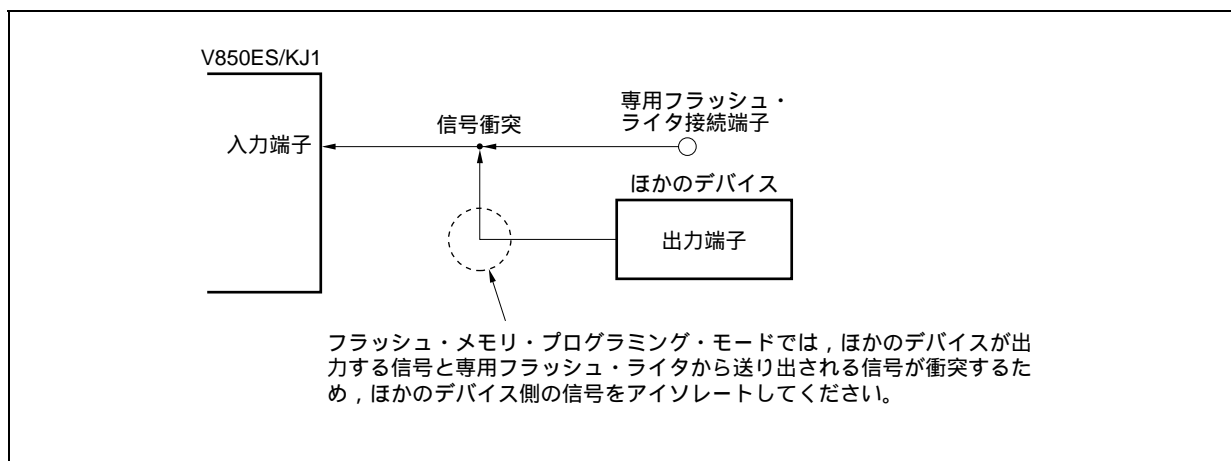 V850ES/KJ1
専用フラッシュ・
ライタ接続端子
信号衝突
入力端子
ほかのデバイス
出力端子
フラッシュ・メモリ・プログラミング・モードでは，ほかのデバイスが出
力する信号と専用フラッシュ・ライタから送り出される信号が衝突するた
め，ほかのデバイス側の信号をアイソレートしてください。